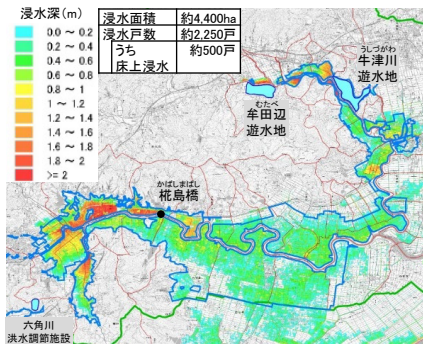 浸水深(m)
0.0 ～ 0.2
0.2 ～ 0.4
0.4 ～ 0.6
0.6 ～ 0.8
0.8 ～ 1
1 ～ 1.2
1.2 ～ 1.4
1.4 ～ 1.6
1.6 ～ 1.8
1.8 ～ 2
>= 2
浸水面積 約4,400ha
浸水戸数 約2,250戸
うち
床上浸水 約500戸
うしづがわ
牛津川
遊水地
むたべ
牟田辺
遊水地
かばしまばし
椛島橋
六角川
洪水調節施設